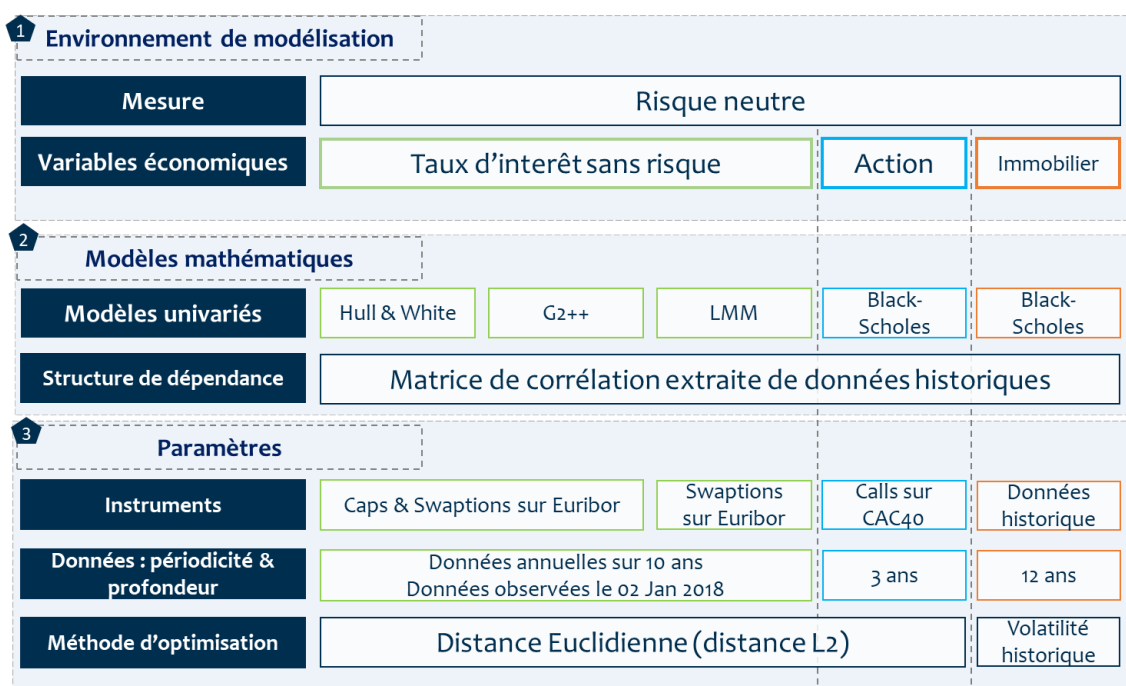 1
Environnement de modélisation
Mesure
Risque neutre
Variables économiques
Taux d'interêt sans risque
Action
Immobilier
2
Modèles mathématiques
Modèles univariés
Hull & White
G2++
LMM
Black-
Scholes
Black-
Scholes
Structure de dépendance
Matrice de corrélation extraite de données historiques
3
Paramètres
Instruments
Caps & Swaptions sur Euribor
Swaptions
sur Euribor
Calls sur
CAC40
Données
historique
Données : périodicité &
profondeur
Données annuelles sur 10 ans
Données observées le 02 Jan 2018
3 ans
12 ans
Méthode d'optimisation
Distance Euclidienne (distance L2)
Volatilité
historique